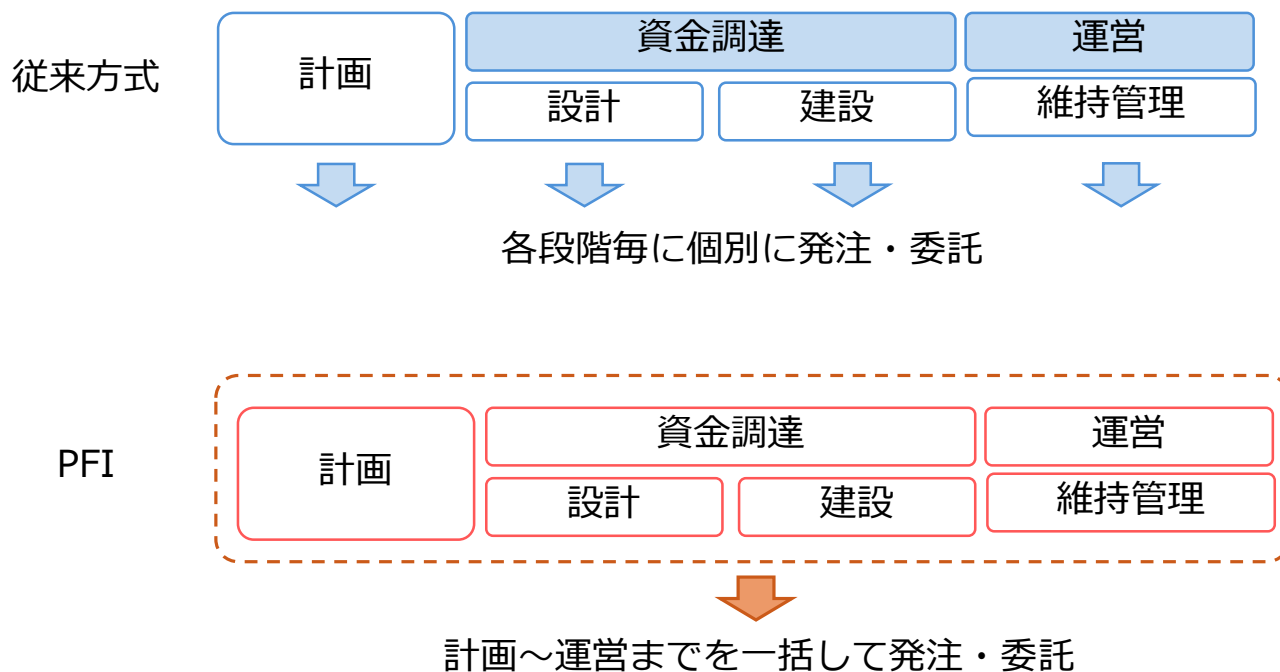 従来方式
計画
資金調達
運営
設計
建設
維持管理
各段階毎に個別に発注・委託
PFI
計画
資金調達
運営
設計
建設
維持管理
計画～運営までを一括して発注・委託